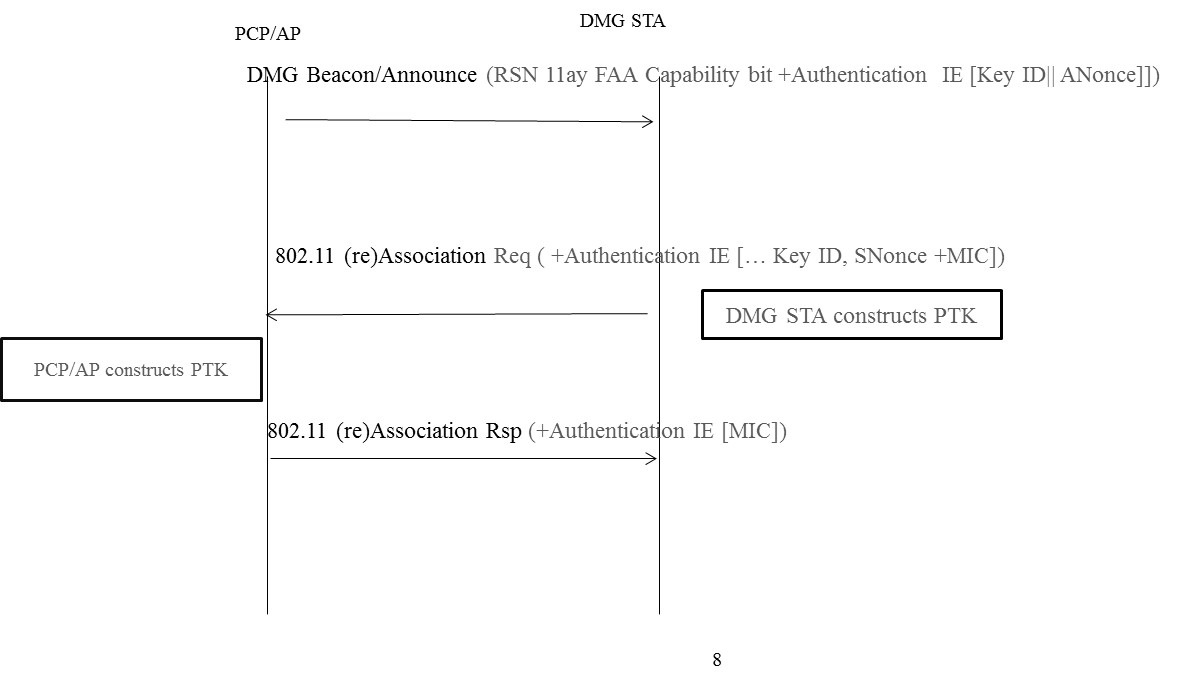 DMG STA
PCP/AP
DMG Beacon/Announce (RSN 11ay FAA Capability bit +Authentication IE [Key ID|| ANonce]])
802.11 (re)Association Req ( +Authentication IE [… Key ID, SNonce +MIC])
DMG STA constructs PTK
PCP/AP constructs PTK
802.11 (re)Association Rsp (+Authentication IE [MIC])
8